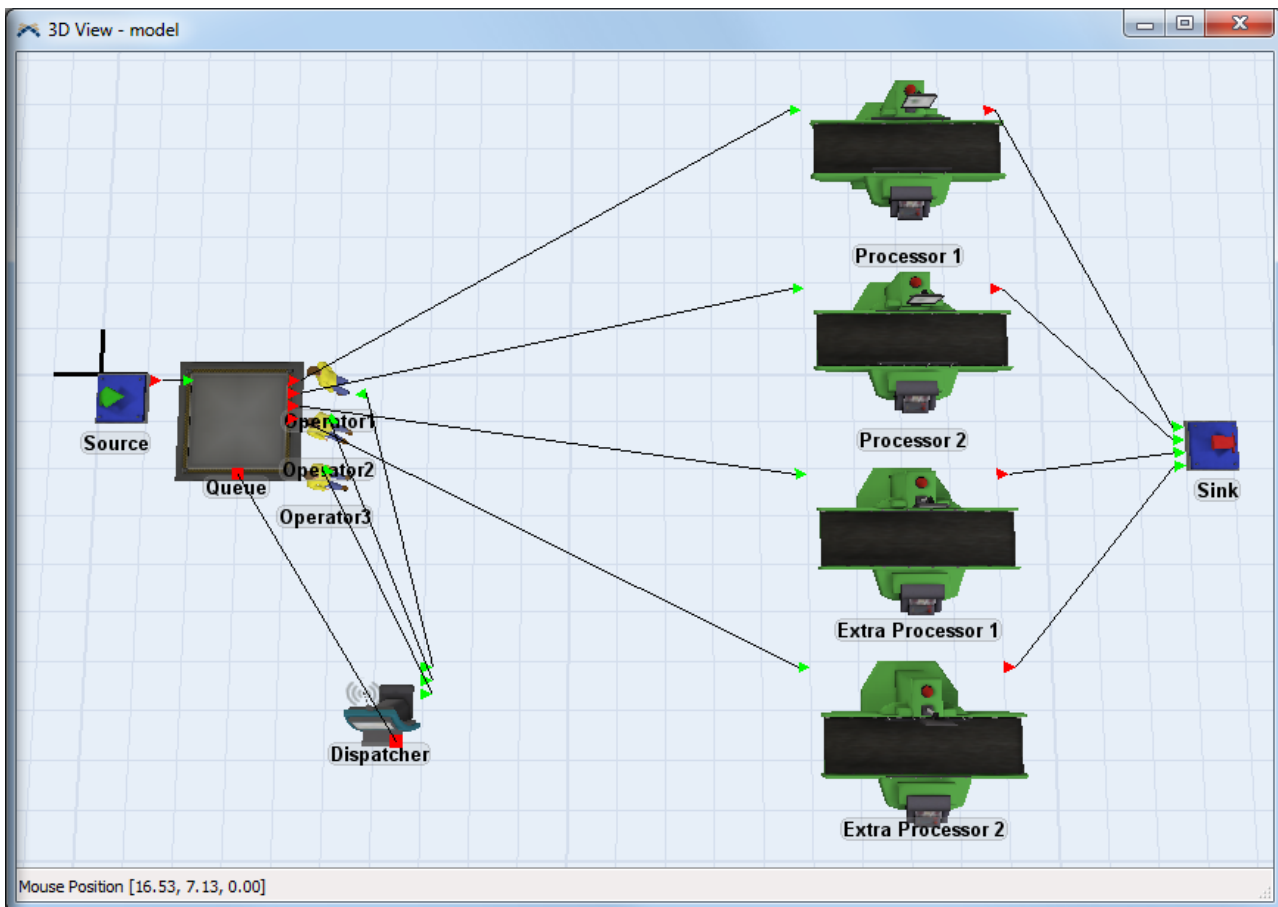 3D View - model
Processor 1
Processor 2
Operator1
Source
Operator2
Queue
Sink
Operator3
Extra Processor 1
Dispatcher
Extra Processor 2
Mouse Position [16.53, 7.13, 0.00]